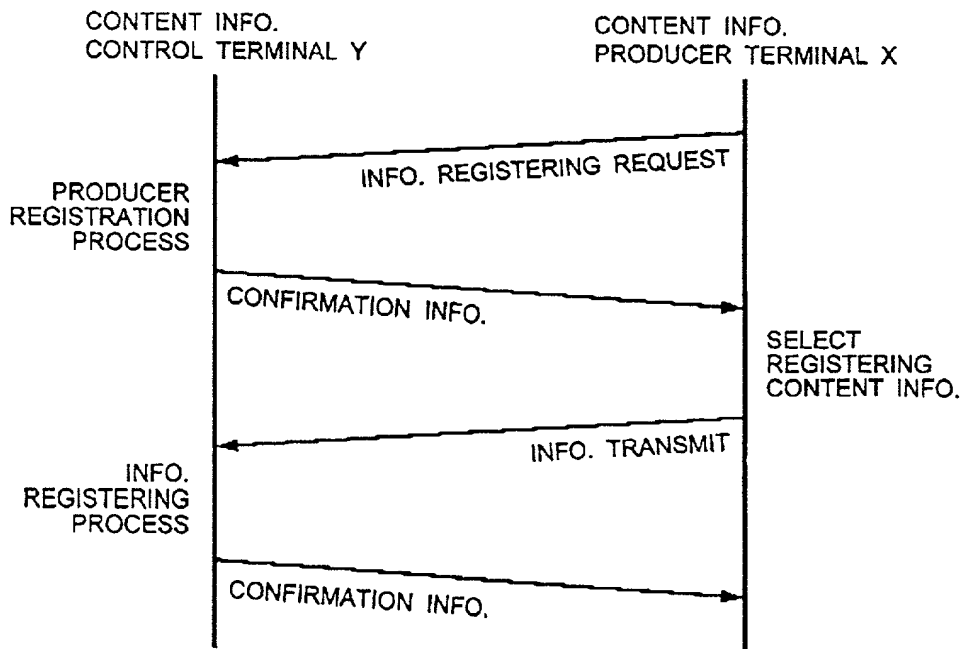 CONTENT INFO.
CONTROL TERMINAL Y
CONTENT INFO.
PRODUCER TERMINAL X
INFO. REGISTERING REQUEST
PRODUCER
REGISTRATION
PROCESS
CONFIRMATION INFO.
SELECT
REGISTERING
CONTENT INFO.
INFO. TRANSMIT
INFO.
REGISTERING
PROCESS
CONFIRMATION INFO.